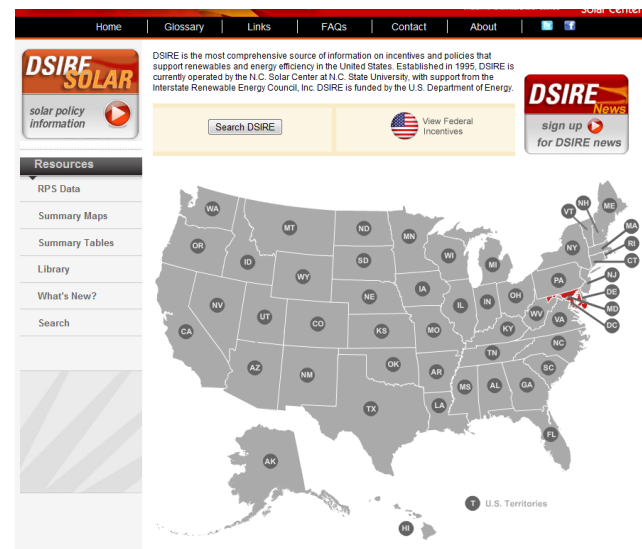 Solar Center
Home Glossary Links FAQs Contact About
DSIRE
SOLAR
solar policy
information
DSIRE is the most comprehensive source of information on incentives and policies that
support renewables and energy efficiency in the United States. Established in 1995, DSIRE is
currently operated by the N.C. Solar Center at N.C. State University, with support from the
Interstate Renewable Energy Council, Inc. DSIRE is funded by the U.S. Department of Energy.
Search DSIRE
View Federal
Incentives
DSIRE
News
sign up
for DSIRE news
Resources
RPS Data
Summary Maps
Summary Tables
Library
What's New?
Search
WA
OR
CA
NV
ID
MT
WY
UT
AZ
CO
NM
ND
SD
NE
KS
OK
TX
MN
IA
MO
AR
LA
WI
IL
MI
IN
OH
KY
TN
MS
AL
GA
FL
SC
NC
VA
WV
PA
NY
VT
NH
ME
MA
RI
CT
NJ
DE
MD
DC
AK
HI
T U.S. Territories